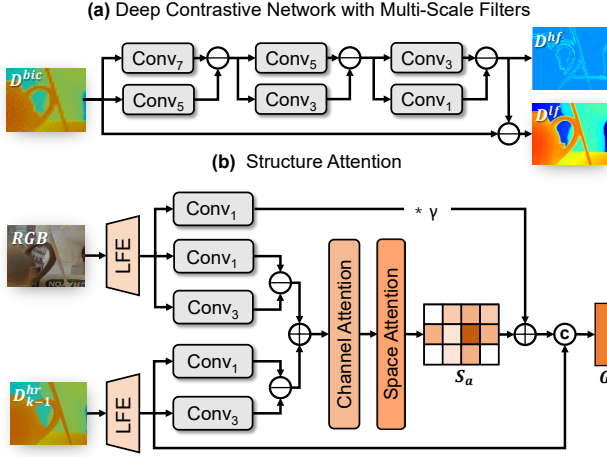 (a) Deep Contrastive Network with Multi-Scale Filters
D^bic
Conv₇
Conv₅
Conv₅
Conv₃
Conv₃
Conv₁
D^hf
D^lf
(b) Structure Attention
RGB
LFE
Conv₁
* γ
Conv₁
Conv₃
Channel Attention
Space Attention
S_a
c
G
D^hr_k-1
LFE
Conv₁
Conv₃